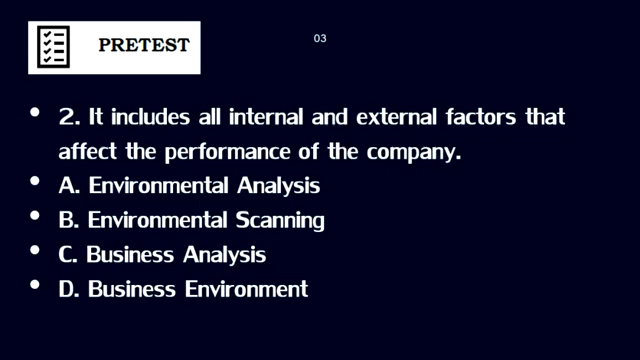 PRETEST
03
• 2. It includes all internal and external factors that
affect the performance of the company.
• A. Environmental Analysis
• B. Environmental Scanning
• C. Business Analysis
• D. Business Environment